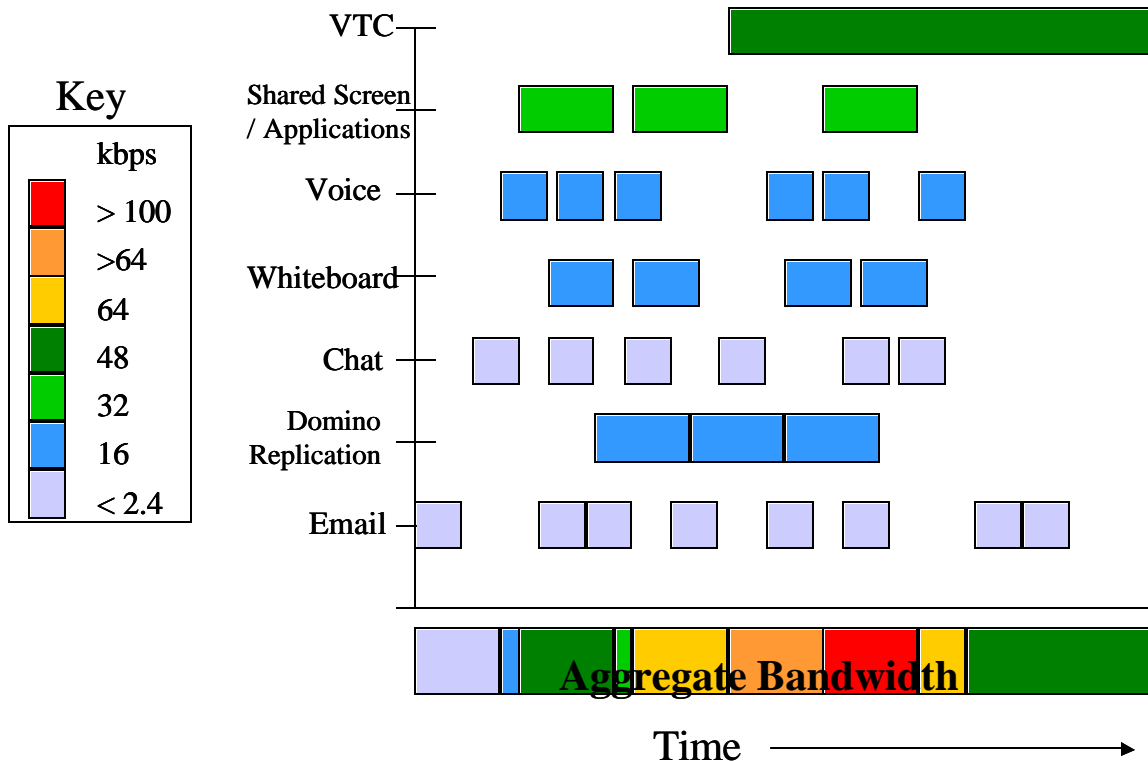 VTC
Shared Screen
/ Applications
Voice
Whiteboard
Chat
Domino
Replication
Email
Key
kbps
> 100
>64
64
48
32
16
< 2.4
Aggregate Bandwidth
Time